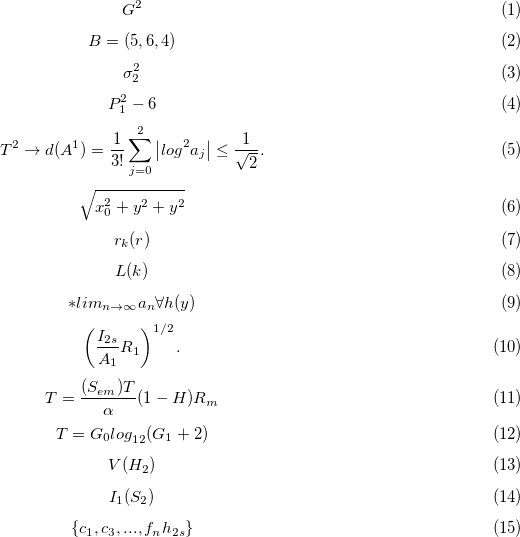 G^2 (1)
B = (5, 6, 4) (2)
σ_2^2 (3)
P_1^2 − 6 (4)
T^2 → d(A^1) = \frac{1}{3!} \sum_{j=0}^{2} |log^2 a_j| ≤ \frac{1}{\sqrt{2}}. (5)
\sqrt{x_0^2 + y^2 + y^2} (6)
r_k(r) (7)
L(k) (8)
*lim_{n→∞} a_n ∀h(y) (9)
\left( \frac{I_{2s}}{A_1} R_1 \right)^{1/2}. (10)
T = \frac{(S_{em})T}{α} (1 − H)R_m (11)
T = G_0 log_{12}(G_1 + 2) (12)
V(H_2) (13)
I_1(S_2) (14)
{c_1, c_3, ..., f_n h_{2s}} (15)